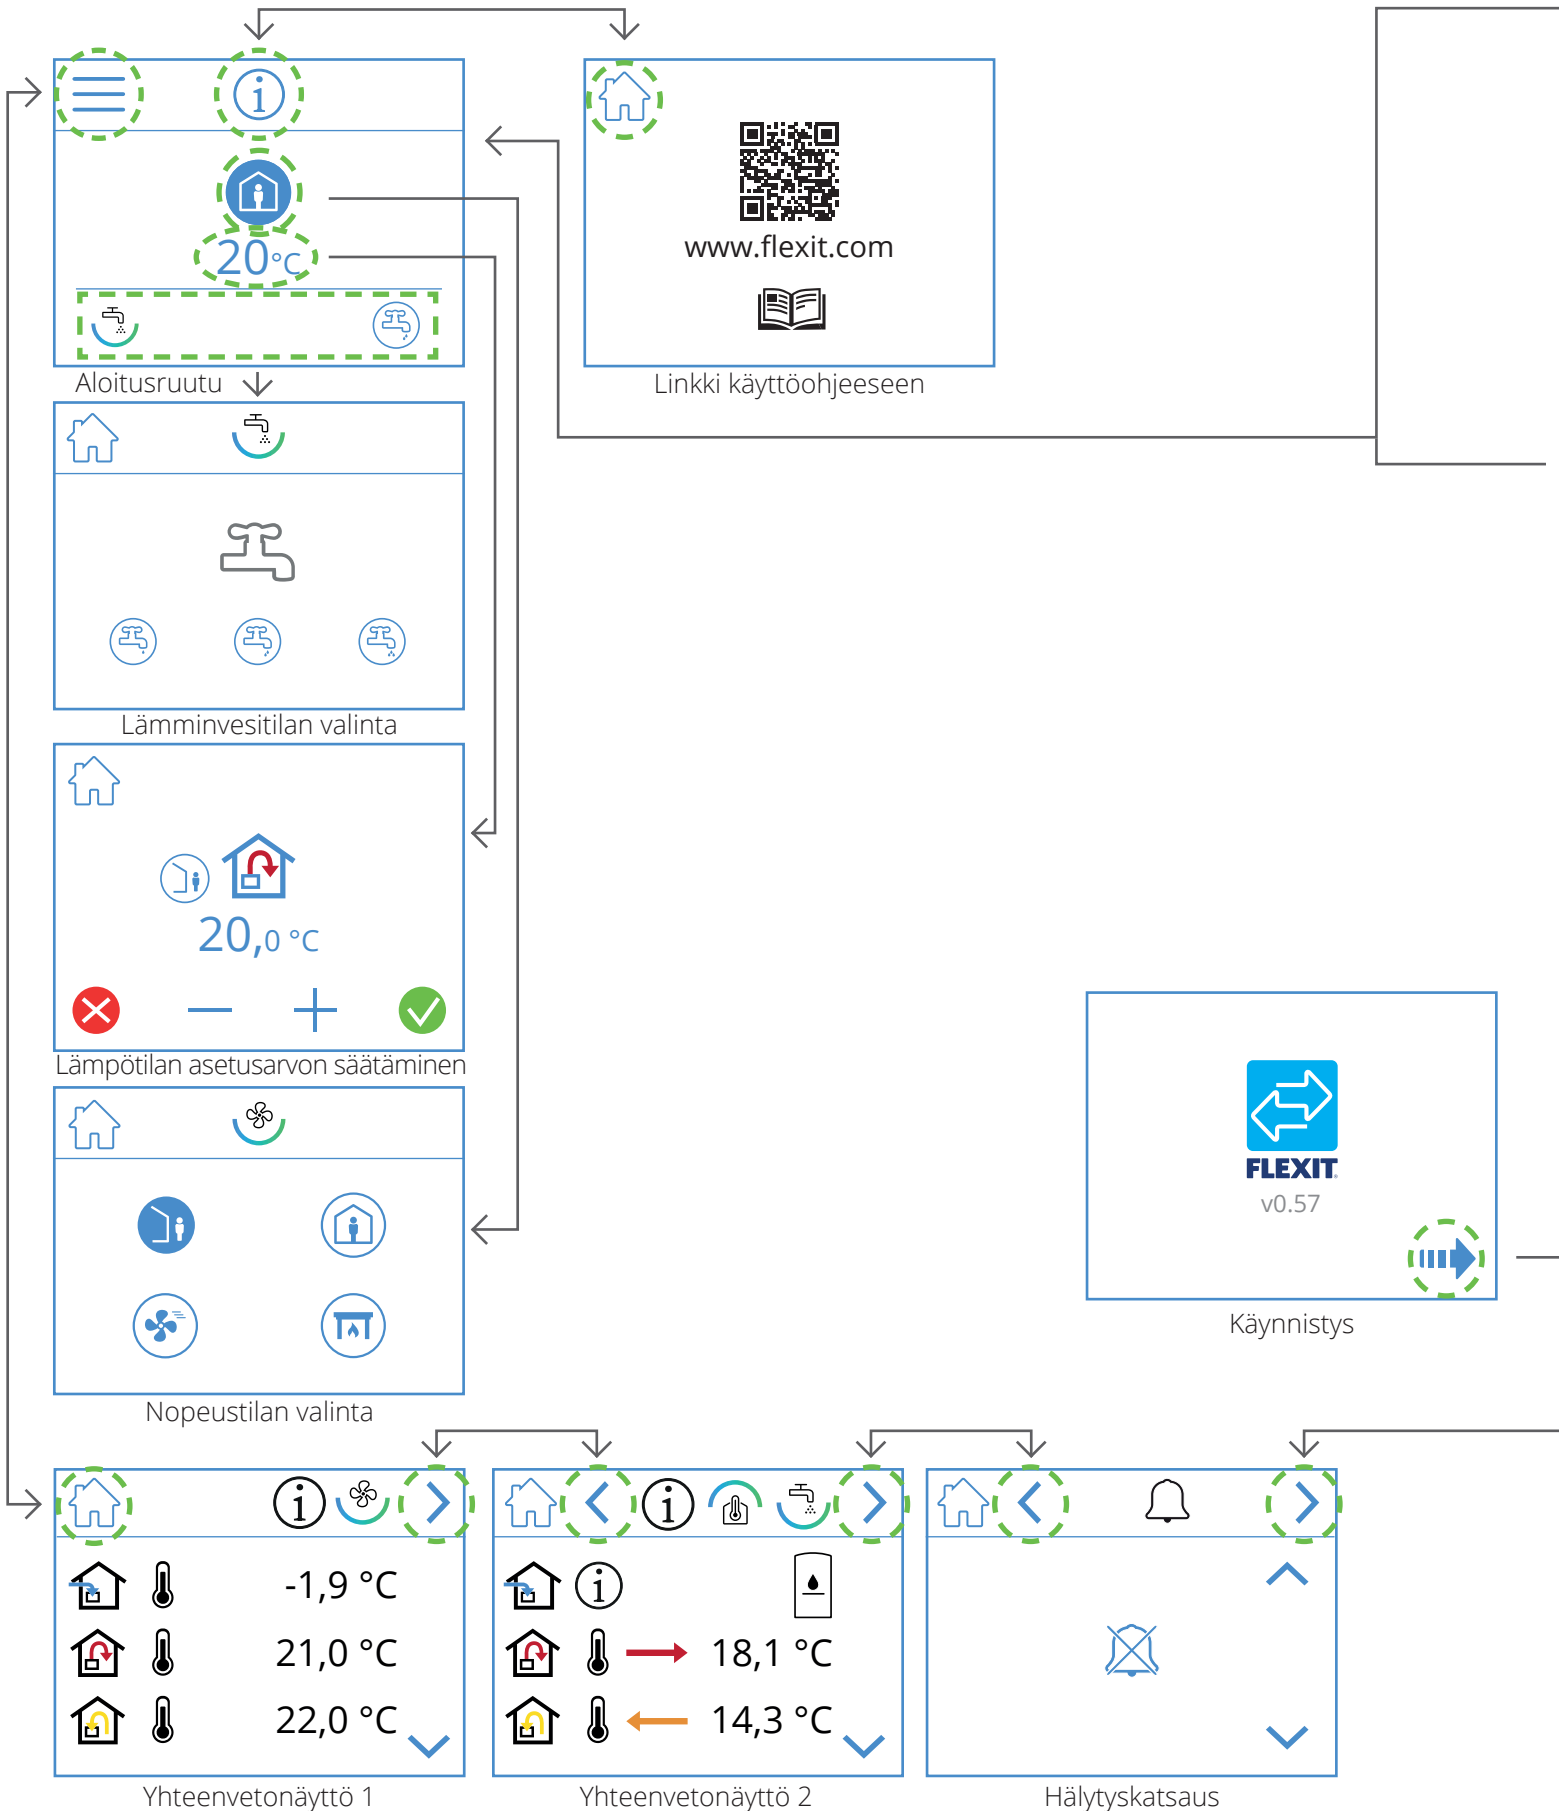 20°C
Aloitusruutu
www.flexit.com
Linkki käyttöohjeeseen
Lämminvesitilan valinta
20,0 °C
Lämpötilan asetusarvon säätäminen
Nopeustilan valinta
FLEXIT
v0.57
Käynnistys
-1,9 °C
21,0 °C
22,0 °C
Yhteenvetonäyttö 1
18,1 °C
14,3 °C
Yhteenvetonäyttö 2
Hälytyskatsaus